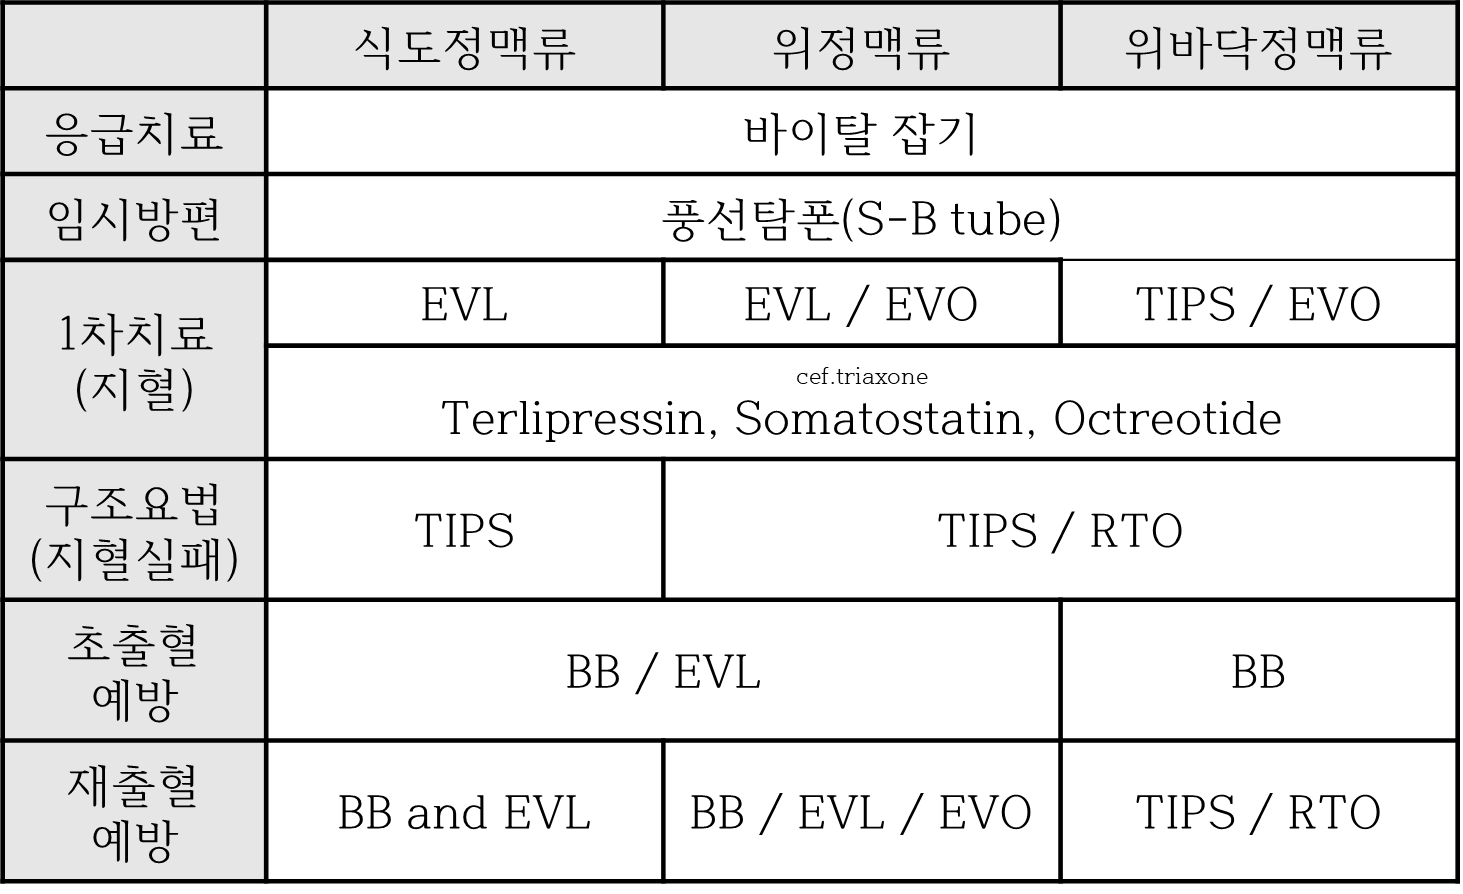 식도정맥류 위정맥류 위바닥정맥류
응급치료 바이탈 잡기
임시방편 풍선탐폰(S-B tube)
1차치료
(지혈)
EVL EVL / EVO TIPS / EVO
cef.triaxone
Terlipressin, Somatostatin, Octreotide
구조요법
(지혈실패)
TIPS TIPS / RTO
초출혈
예방
BB / EVL BB
재출혈
예방
BB and EVL BB / EVL / EVO TIPS / RTO